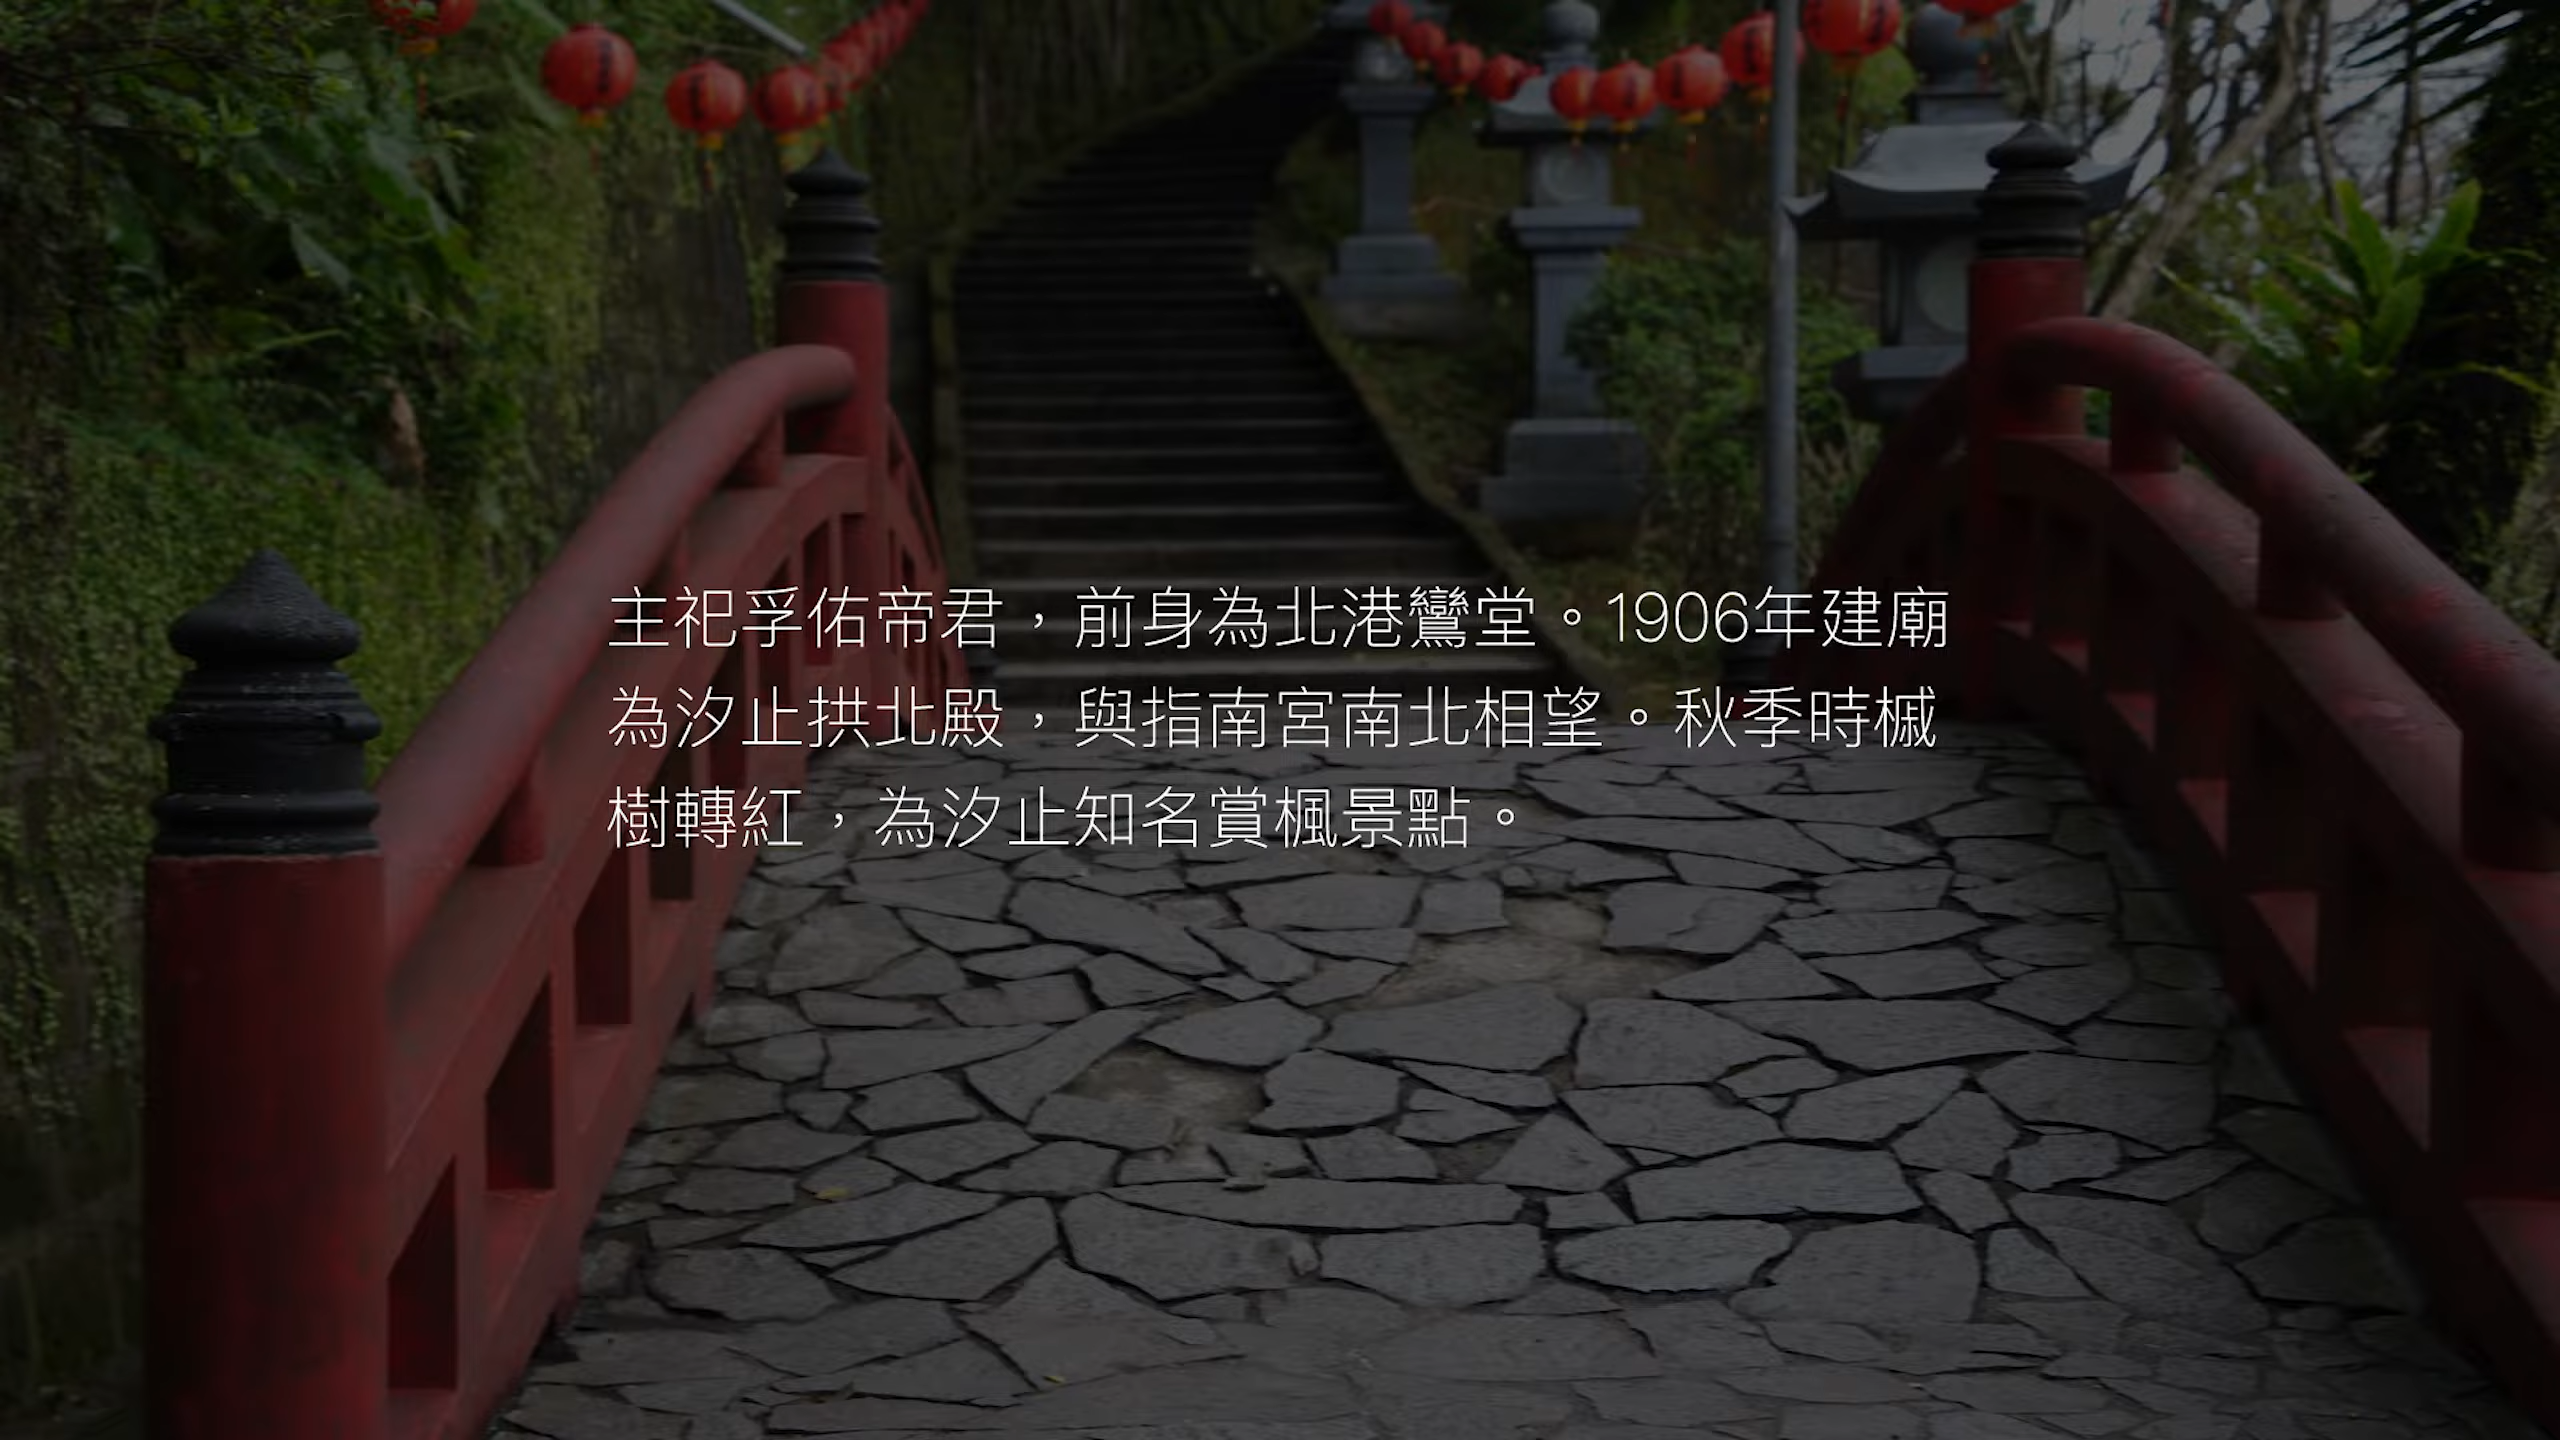 主祀孚佑帝君，前身為北港鸞堂。1906年建廟
為汐止拱北殿，與指南宮南北相望。秋季時槭
樹轉紅，為汐止知名賞楓景點。